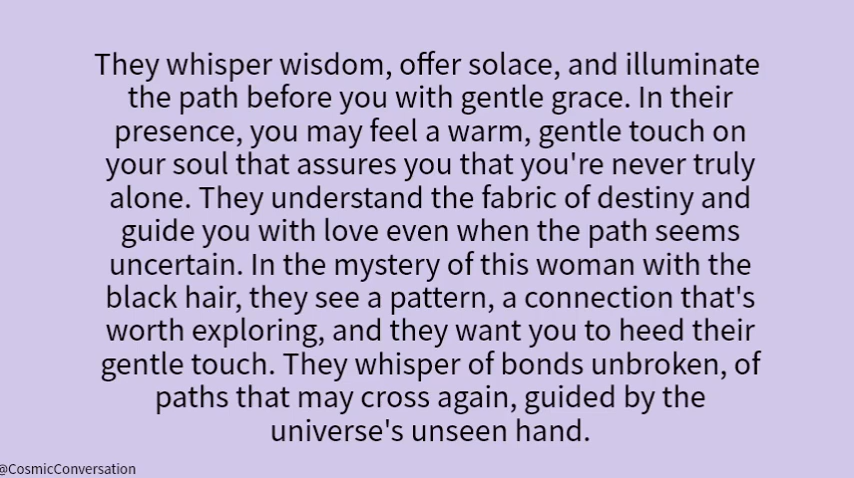 They whisper wisdom, offer solace, and illuminate
the path before you with gentle grace. In their
presence, you may feel a warm, gentle touch on
your soul that assures you that you're never truly
alone. They understand the fabric of destiny and
guide you with love even when the path seems
uncertain. In the mystery of this woman with the
black hair, they see a pattern, a connection that's
worth exploring, and they want you to heed their
gentle touch. They whisper of bonds unbroken, of
paths that may cross again, guided by the
universe's unseen hand.
@CosmicConversation